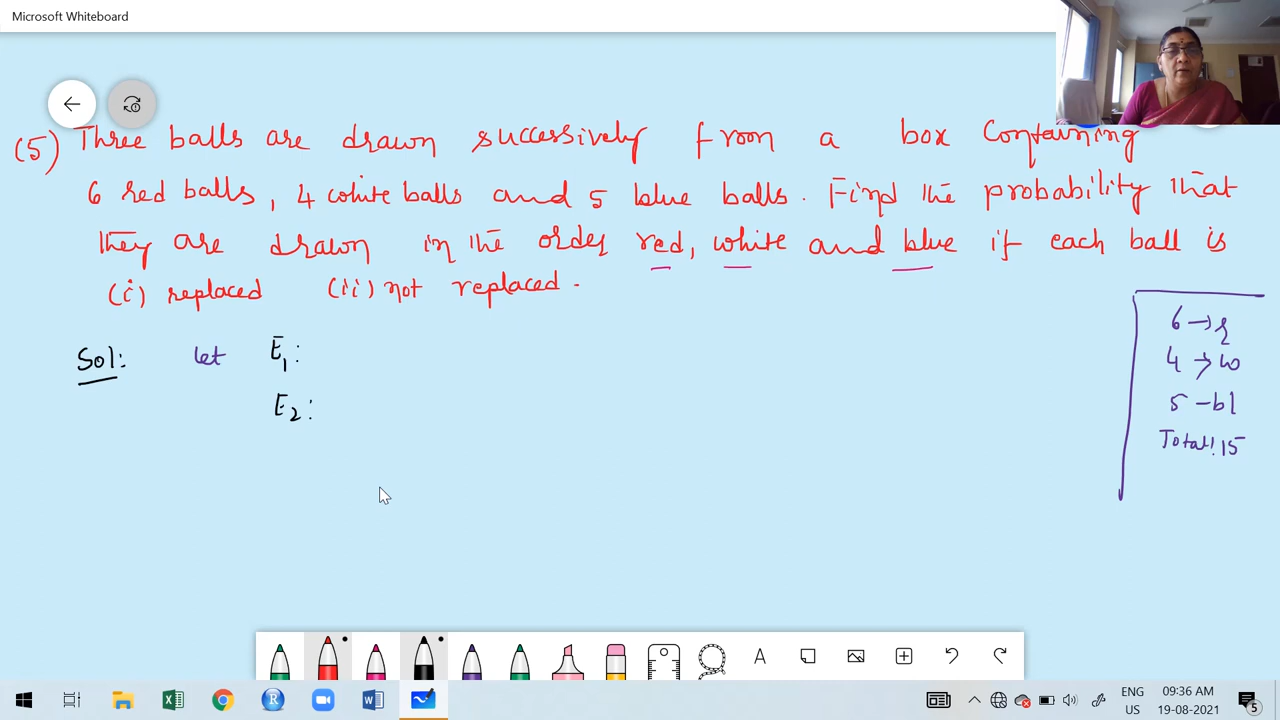 Microsoft Whiteboard
(5) Three balls are drawn successively from a box containing
6 red balls, 4 white balls and 5 blue balls. Find the probability that
they are drawn in the order red, white and blue if each ball is
(i) replaced (ii) not replaced.
Sol: let E1:
E2:
6 → r
4 → w
5 - bl
Total: 15
A
ENG
US
09:36 AM
19-08-2021
5